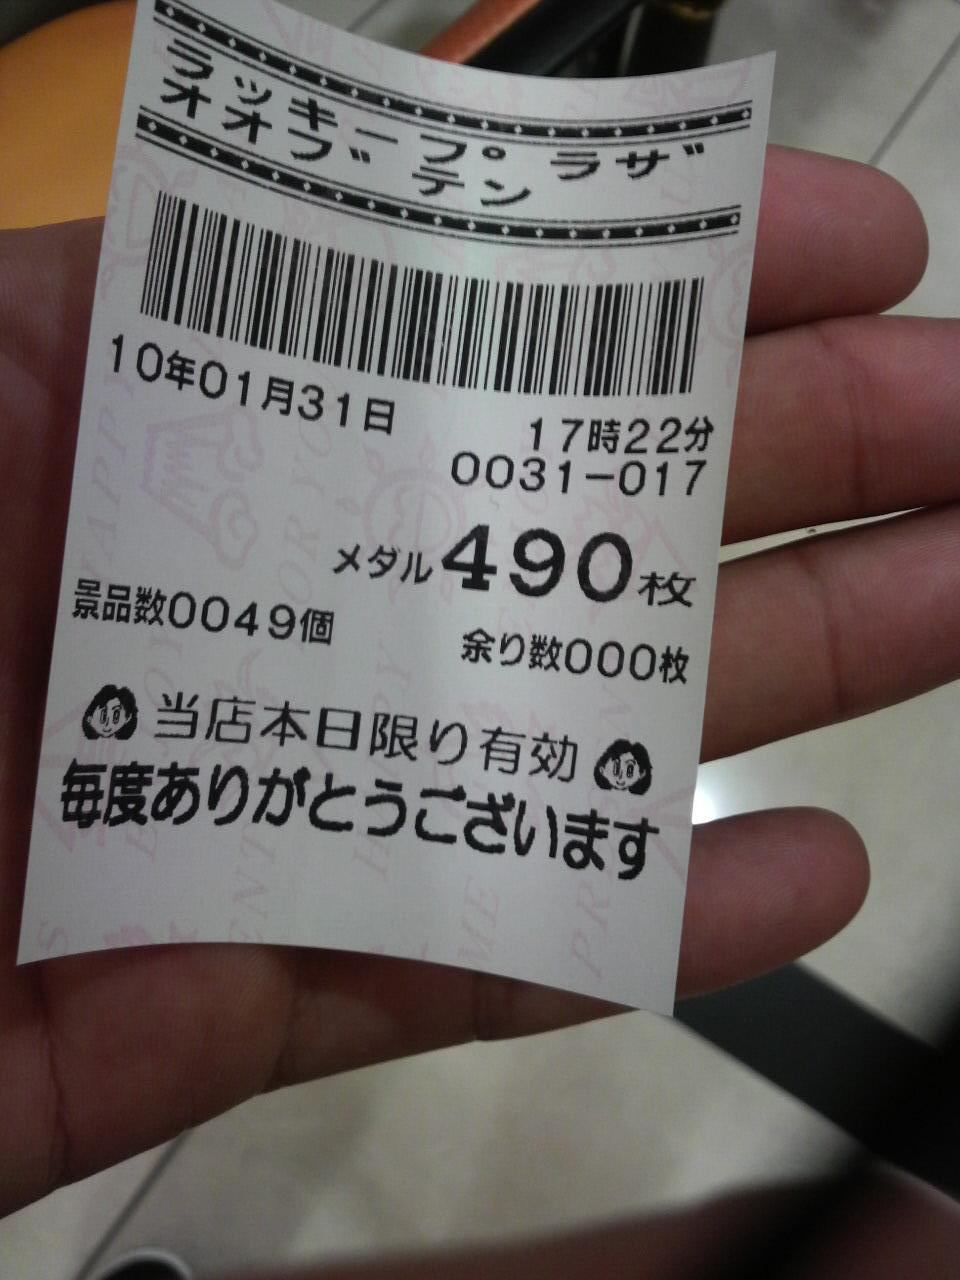 ラッキープラザ
オオブテン
10年01月31日
17時22分
0031-017
メダル490枚
景品数0049個
余り数000枚
当店本日限り有効
毎度ありがとうございます